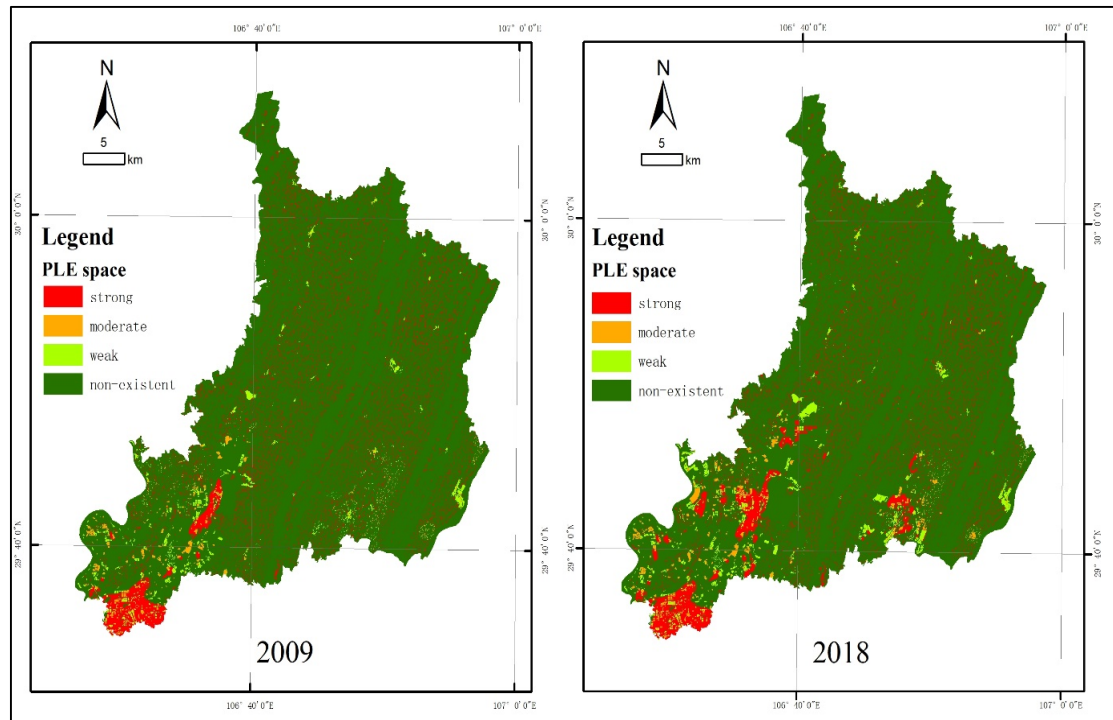 106° 40′0″E
107° 0′0″E
N
5
km
30° 0′0″N
30° 0′0″N
Legend
PLE space
strong
moderate
weak
non-existent
29° 40′0″N
29° 40′0″N
2009
106° 40′0″E
107° 0′0″E
106° 40′0″E
107° 0′0″E
N
5
km
30° 0′0″N
30° 0′0″N
Legend
PLE space
strong
moderate
weak
non-existent
29° 40′0″N
29° 40′0″N
2018
106° 40′0″E
107° 0′0″E